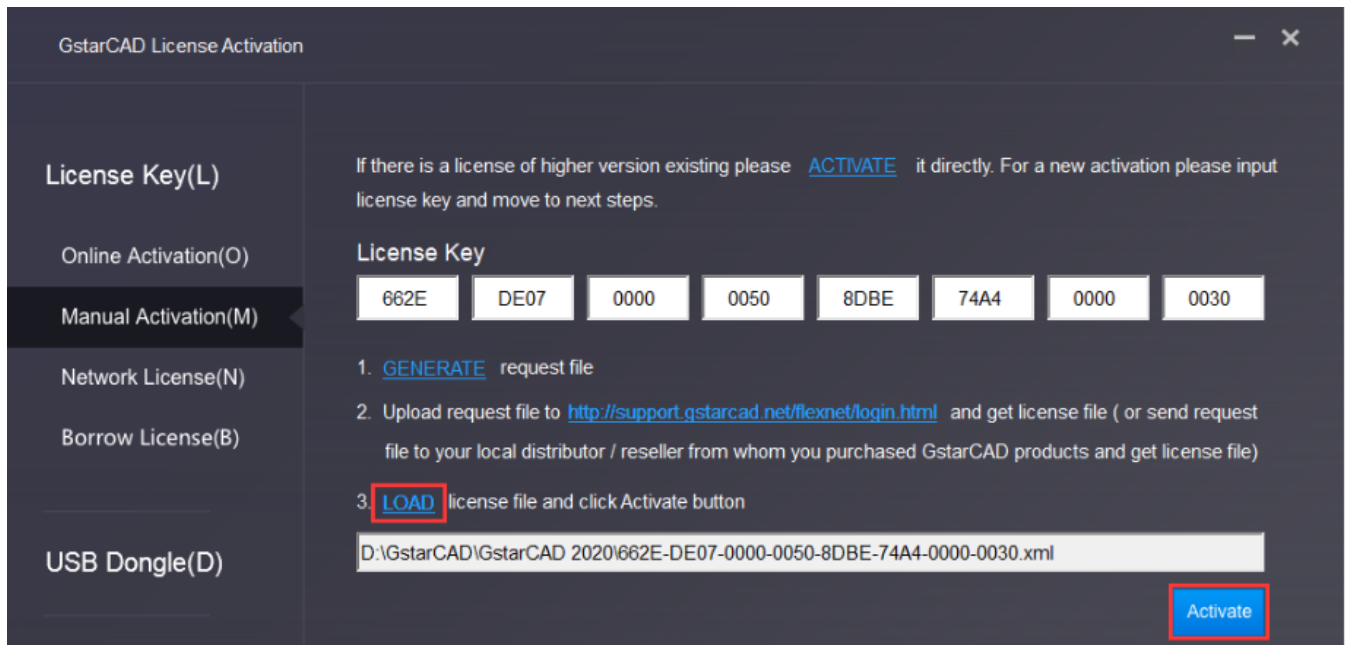 GstarCAD License Activation
License Key(L)
Online Activation(O)
Manual Activation(M)
Network License(N)
Borrow License(B)
USB Dongle(D)
If there is a license of higher version existing please ACTIVATE it directly. For a new activation please input
license key and move to next steps.
License Key
662E DE07 0000 0050 8DBE 74A4 0000 0030
1. GENERATE request file
2. Upload request file to http://support.gstarcad.net/flexnet/login.html and get license file ( or send request
file to your local distributor / reseller from whom you purchased GstarCAD products and get license file)
3. LOAD license file and click Activate button
D:\GstarCAD\GstarCAD 2020\662E-DE07-0000-0050-8DBE-74A4-0000-0030.xml
Activate